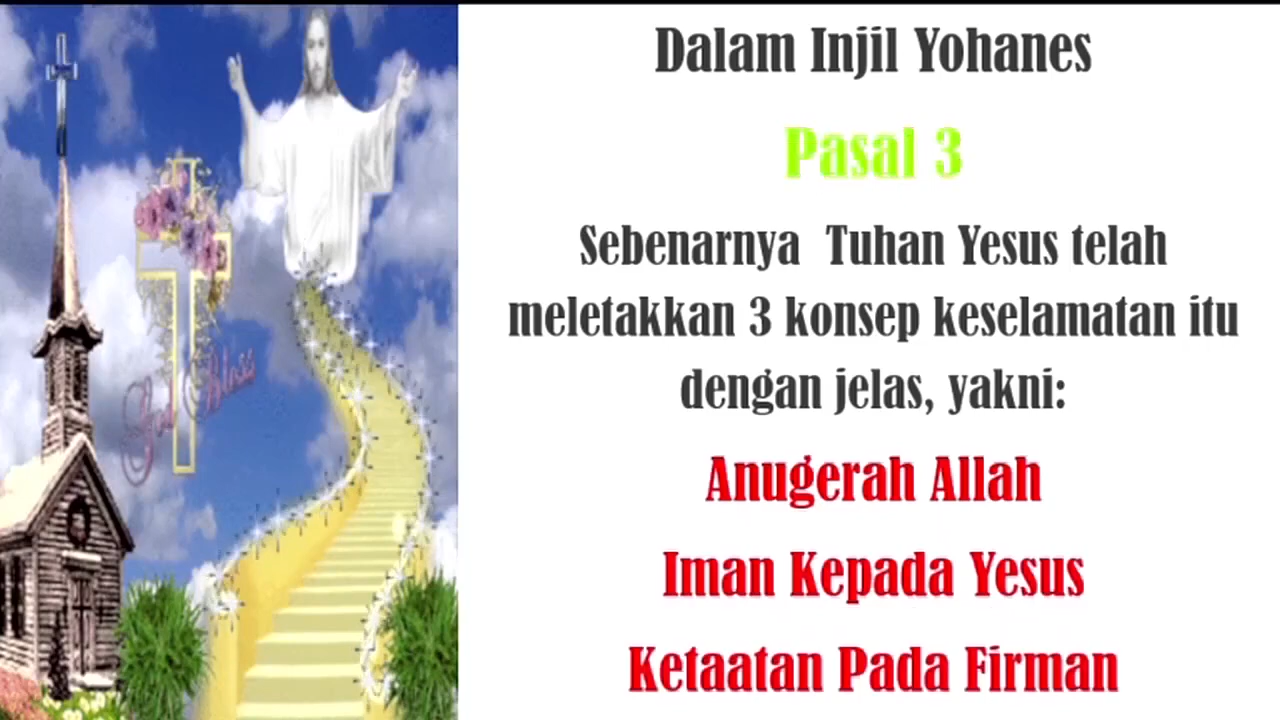 Dalam Injil Yohanes
Pasal 3
Sebenarnya Tuhan Yesus telah
meletakkan 3 konsep keselamatan itu
dengan jelas, yakni:
Anugerah Allah
Iman Kepada Yesus
Ketaatan Pada Firman
God Bless